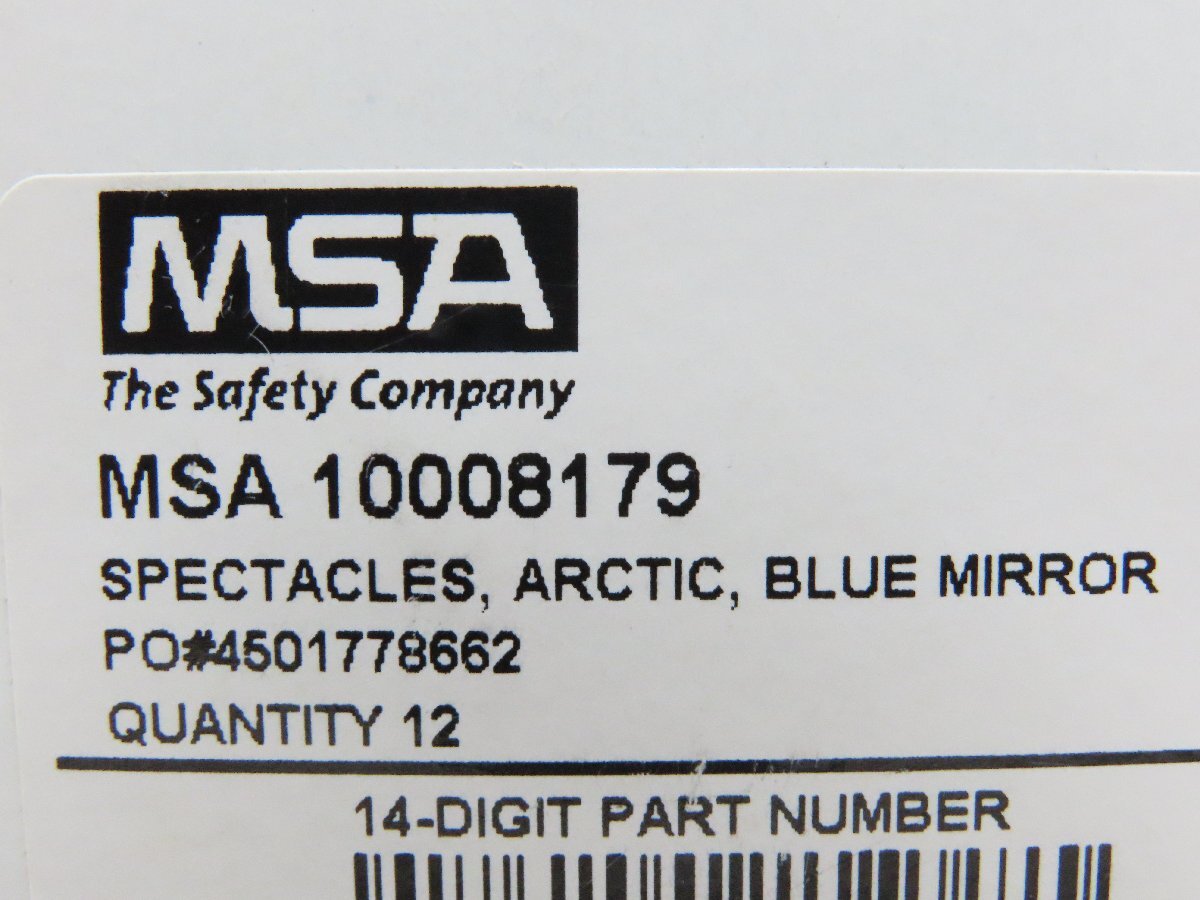 MSA
The Safety Company
MSA 10008179
SPECTACLES, ARCTIC, BLUE MIRROR
PO#4501778662
QUANTITY 12
14-DIGIT PART NUMBER